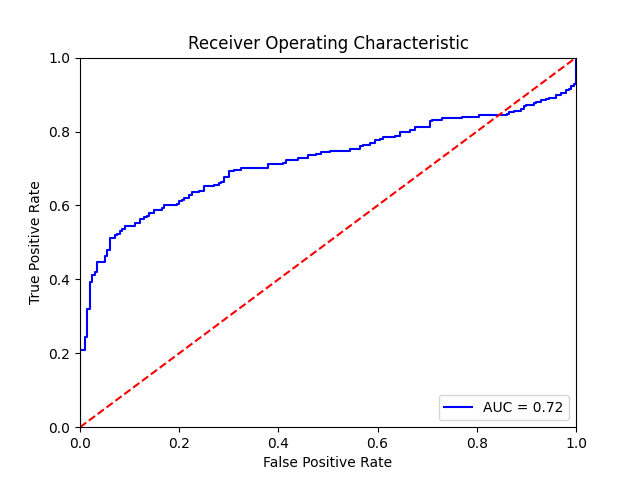 Receiver Operating Characteristic
1.0
0.8
0.6
0.4
0.2
0.0
True Positive Rate
AUC = 0.72
0.0 0.2 0.4 0.6 0.8 1.0
False Positive Rate